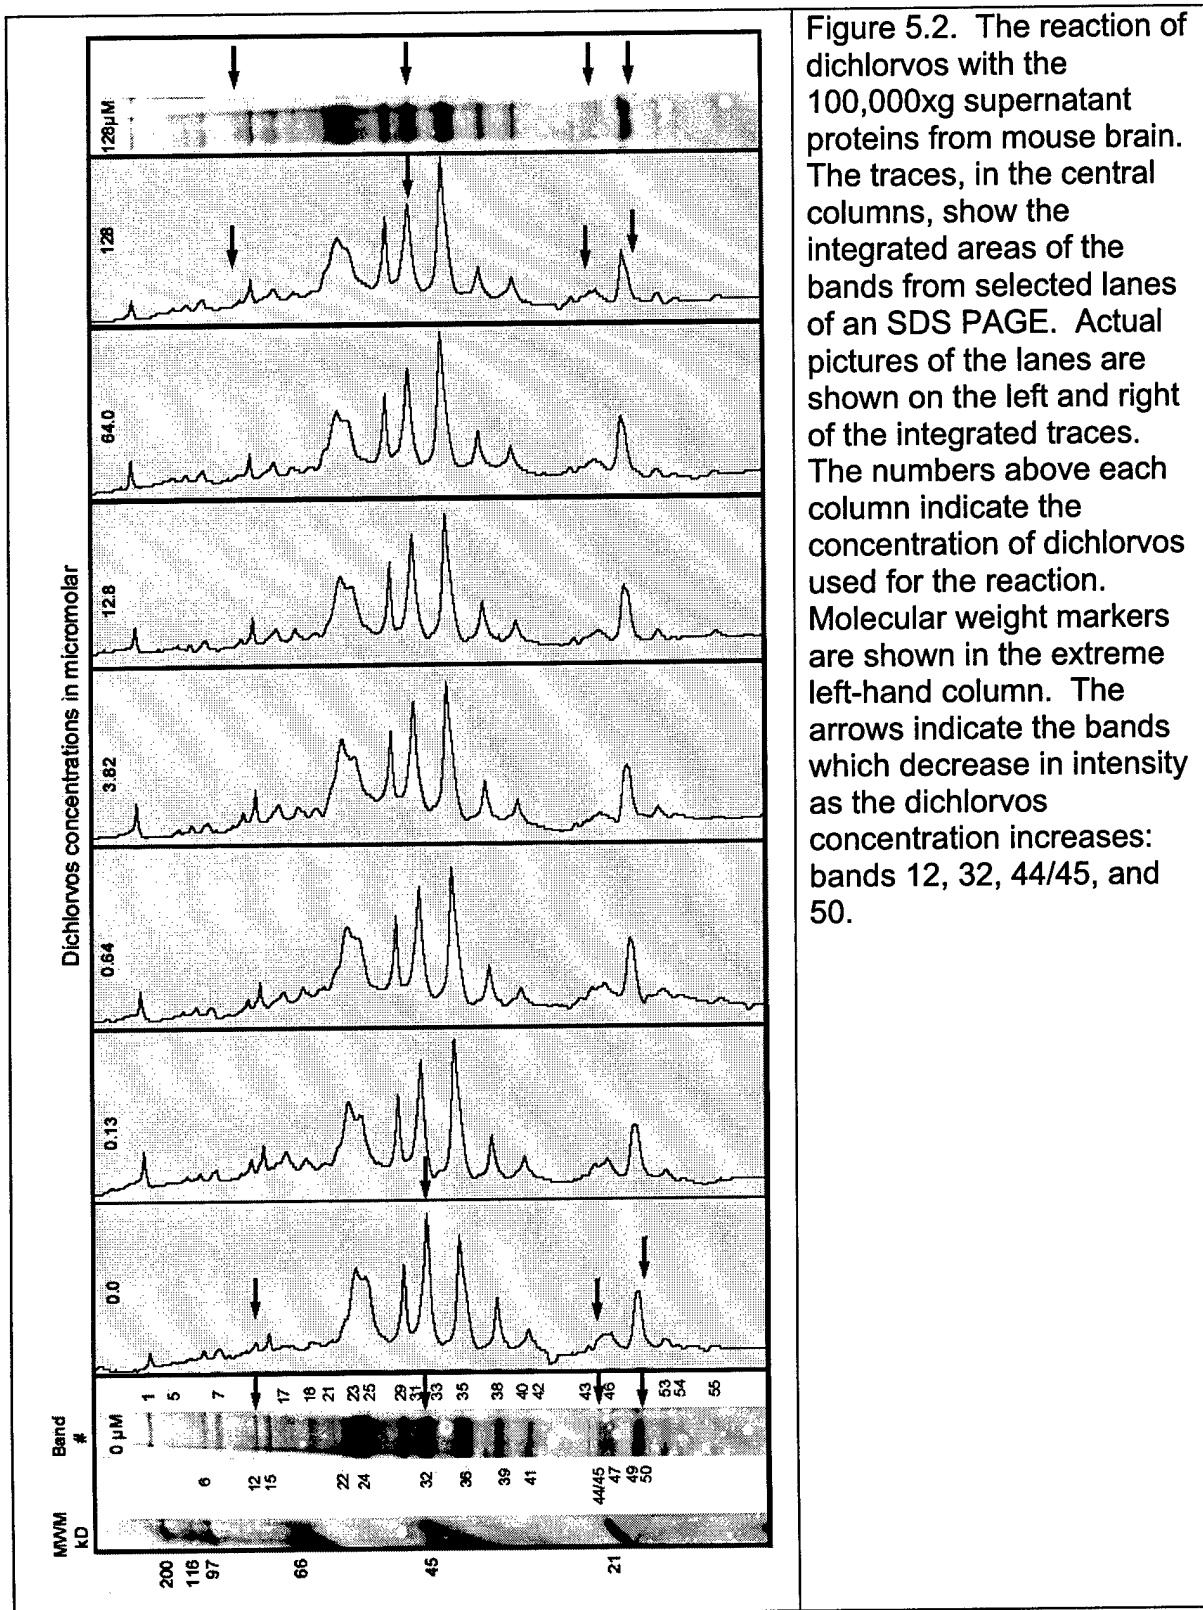 Figure 5.2. The reaction of
dichlorvos with the
100,000xg supernatant
proteins from mouse brain.
The traces, in the central
columns, show the
integrated areas of the
bands from selected lanes
of an SDS PAGE. Actual
pictures of the lanes are
shown on the left and right
of the integrated traces.
The numbers above each
column indicate the
concentration of dichlorvos
used for the reaction.
Molecular weight markers
are shown in the extreme
left-hand column. The
arrows indicate the bands
which decrease in intensity
as the dichlorvos
concentration increases:
bands 12, 32, 44/45, and
50.
Dichlorvos concentrations in micromolar
MWM
kD
Band
#
0 µM
0.0
0.13
0.64
3.82
12.8
64.0
128
128µM
1
5
7
17
18
21
23
25
29
31
33
35
38
40
42
43
46
53
54
55
6
12
15
22
24
32
36
39
41
44/45
47
49
50
200
116
97
66
45
21